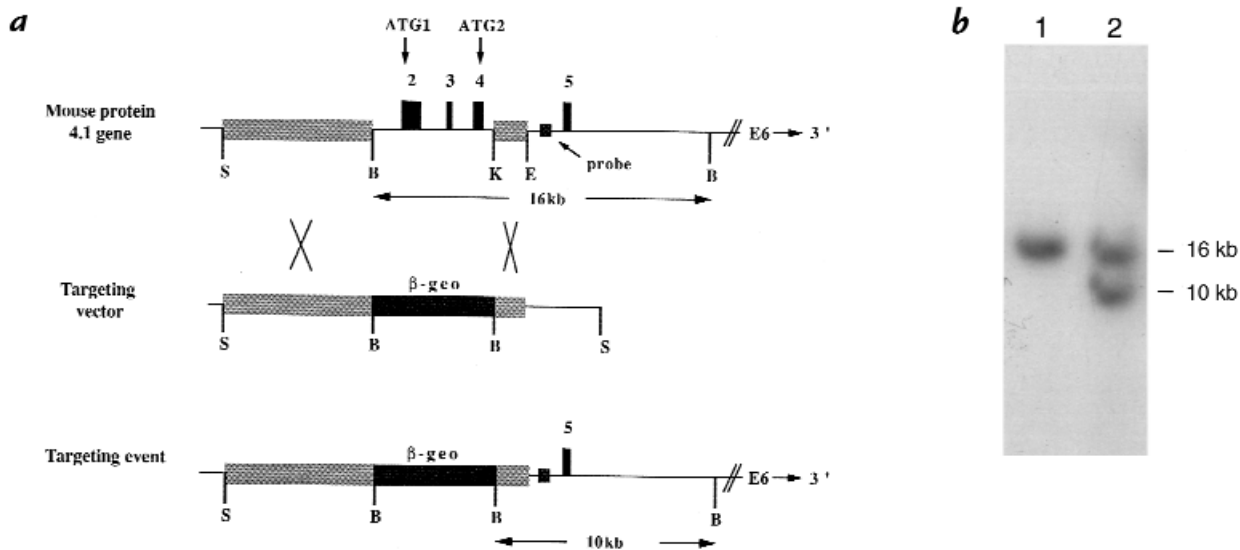 a
ATG1 ATG2
2 3 4 5
Mouse protein
4.1 gene
E6 3 '
probe
S B K E B
16kb
Targeting
vector
β-geo
S B B S
Targeting event
β-geo
5
E6 3 '
S B B B
10kb
b
1 2
16 kb
10 kb